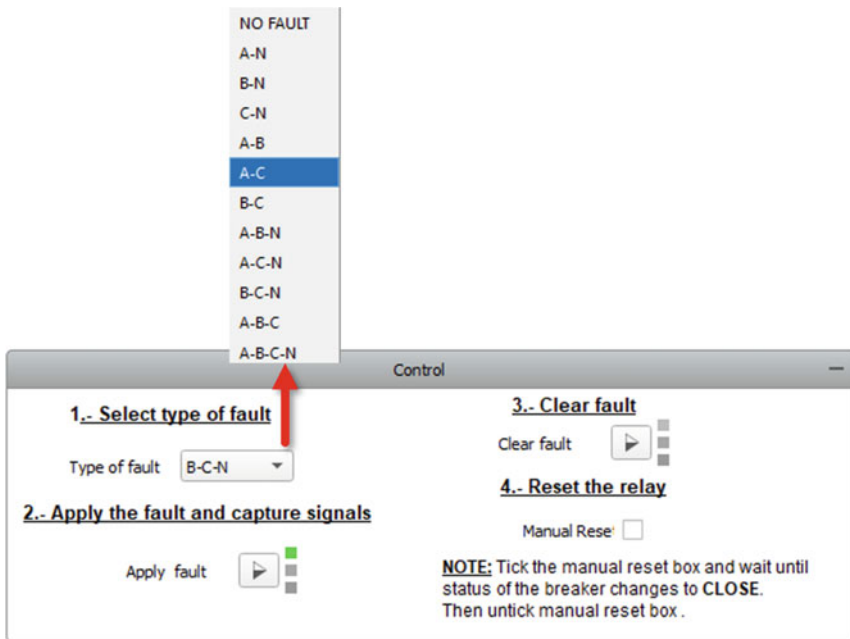 NO FAULT
A-N
B-N
C-N
A-B
A-C
B-C
A-B-N
A-C-N
B-C-N
A-B-C
A-B-C-N
Control
1.- Select type of fault
Type of fault B-C-N
2.- Apply the fault and capture signals
Apply fault
3.- Clear fault
Clear fault
4.- Reset the relay
Manual Rese
NOTE: Tick the manual reset box and wait until
status of the breaker changes to CLOSE.
Then untick manual reset box .